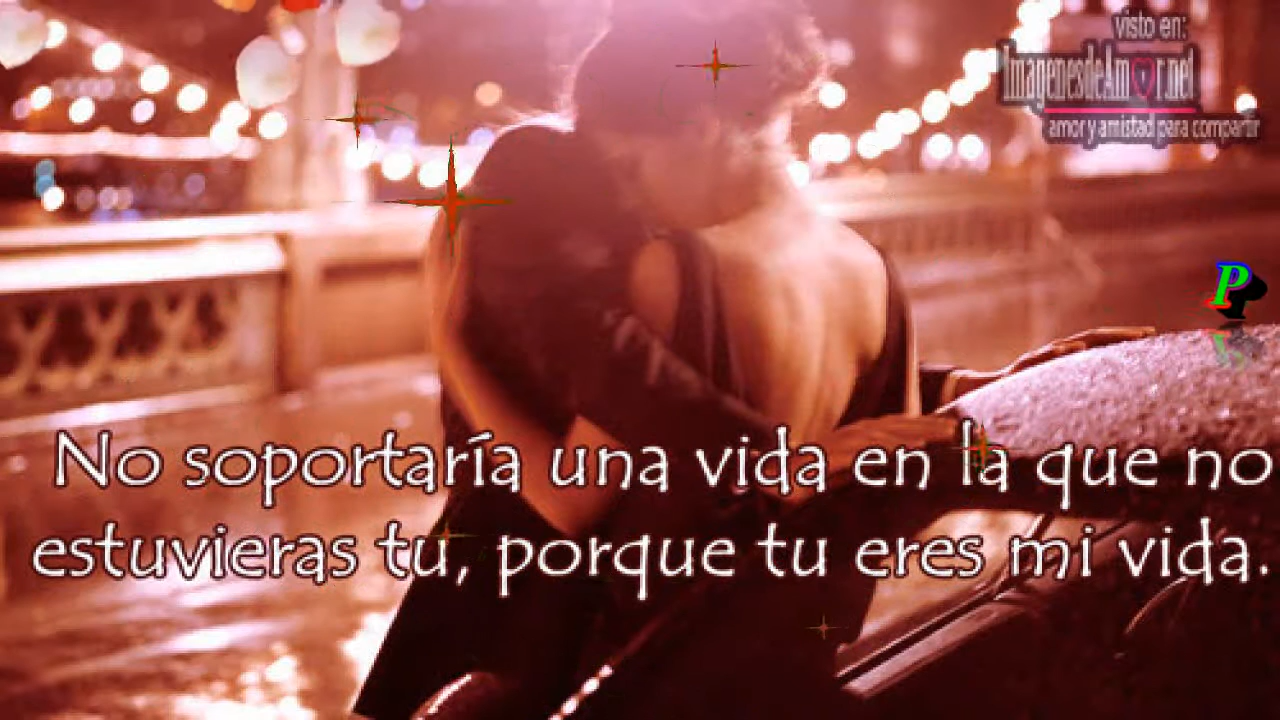 visto en:
ImagenesdeAmor.net
amor y amistad para compartir
P
No soportaría una vida en la que no
estuvieras tu, porque tu eres mi vida.